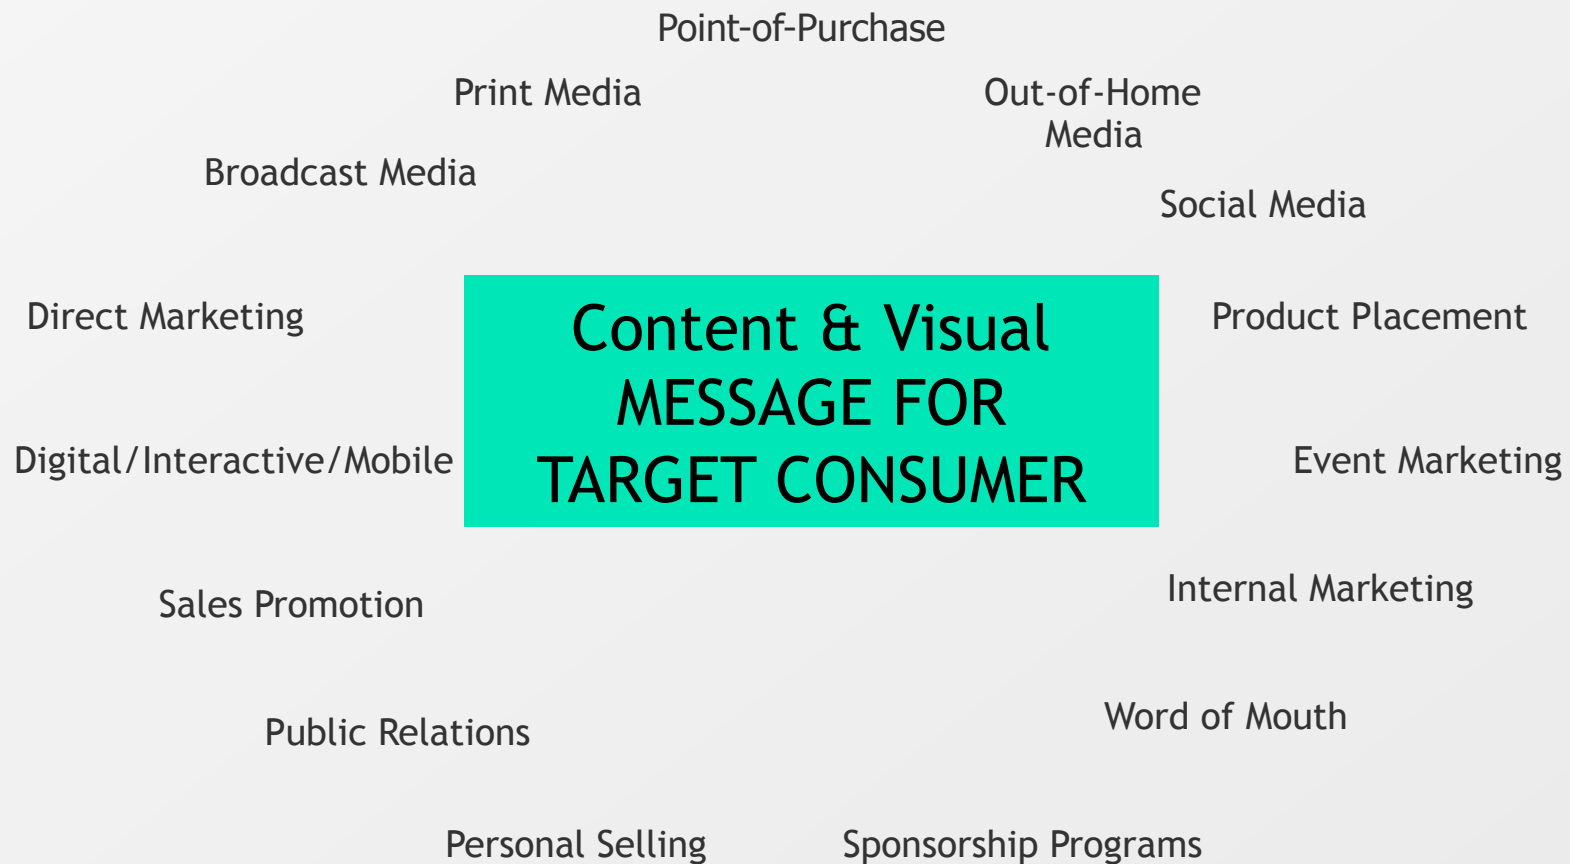 Point-of-Purchase
Print Media
Out-of-Home
Media
Broadcast Media
Social Media
Direct Marketing
Content & Visual
MESSAGE FOR
TARGET CONSUMER
Product Placement
Digital/Interactive/Mobile
Event Marketing
Sales Promotion
Internal Marketing
Public Relations
Word of Mouth
Personal Selling
Sponsorship Programs